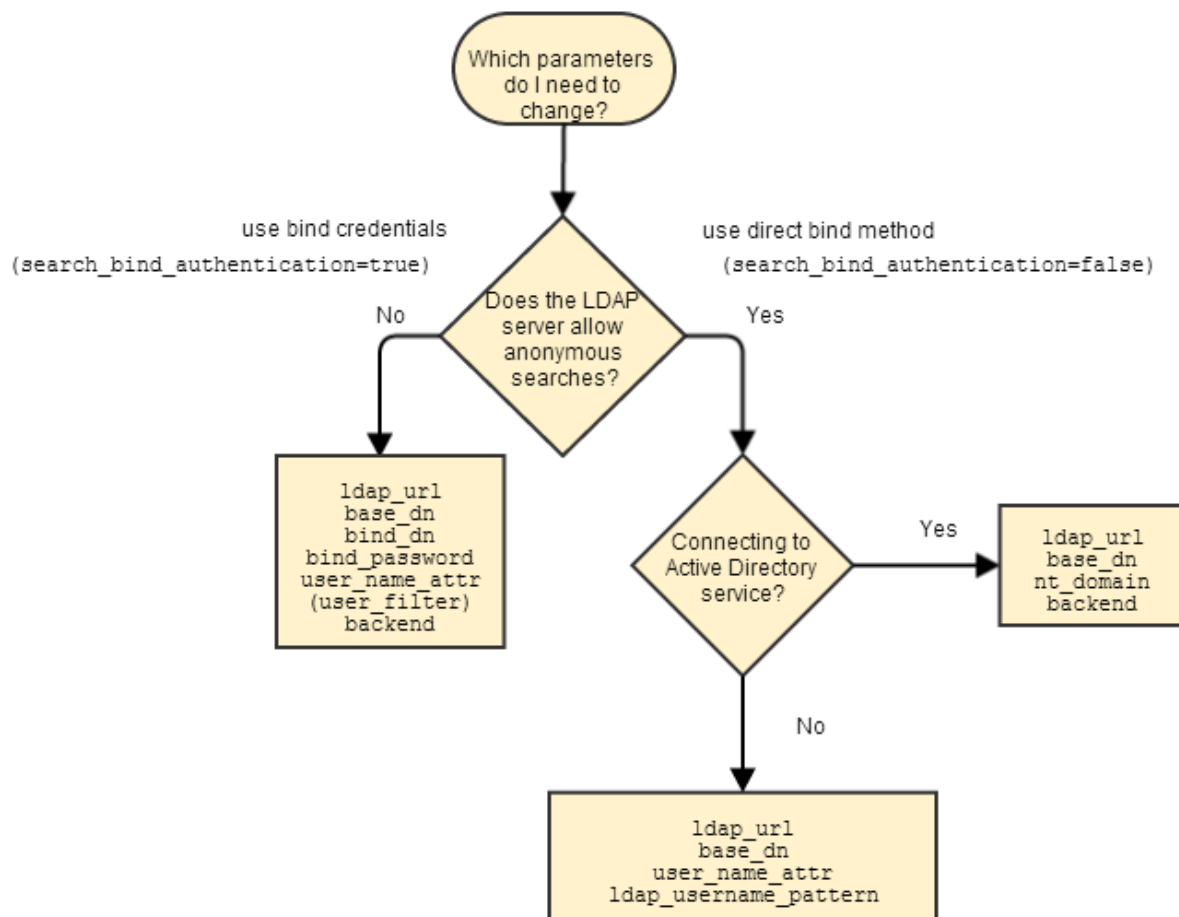 Which parameters
do I need to
change?
use bind credentials
(search_bind_authentication=true)
use direct bind method
(search_bind_authentication=false)
No
Does the LDAP
server allow
anonymous
searches?
Yes
ldap_url
base_dn
bind_dn
bind_password
user_name_attr
(user_filter)
backend
Connecting to
Active Directory
service?
Yes
ldap_url
base_dn
nt_domain
backend
No
ldap_url
base_dn
user_name_attr
ldap_username_pattern